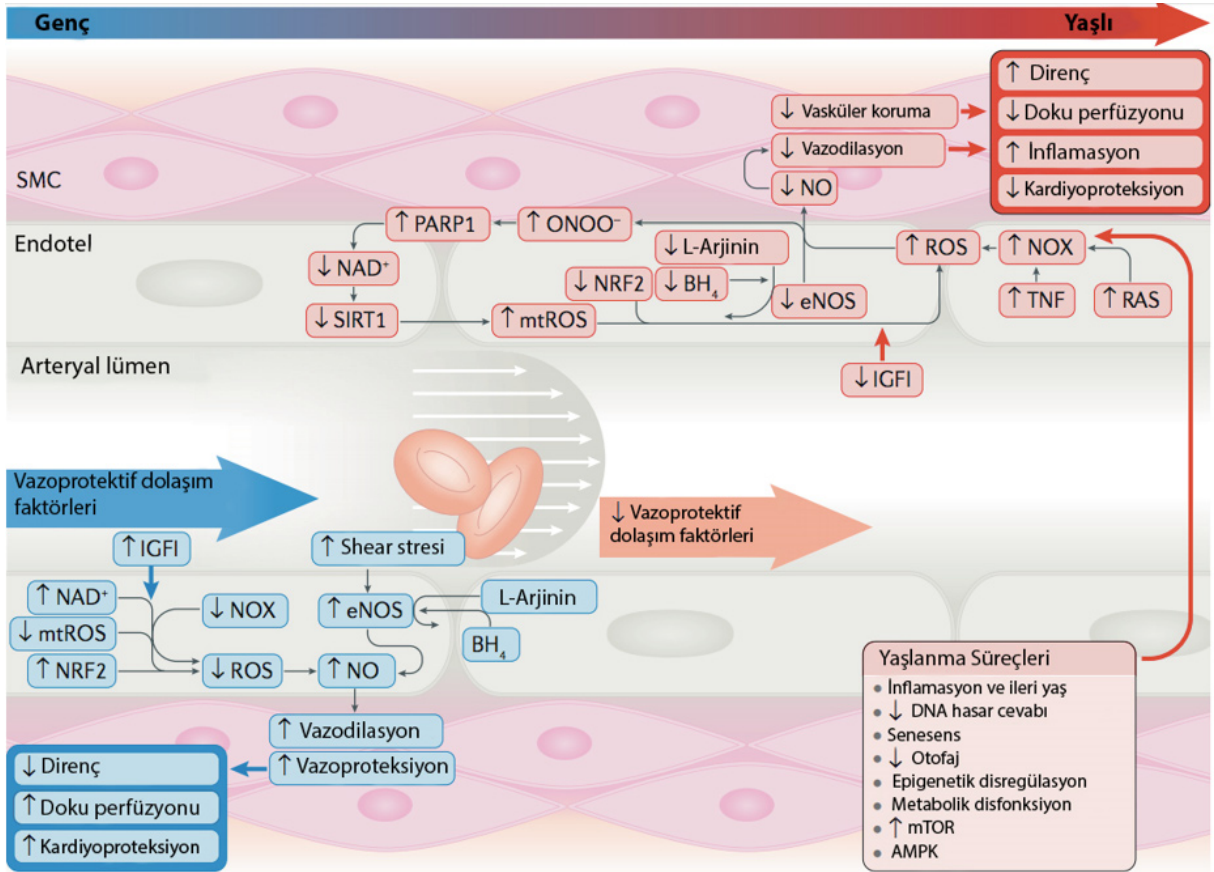 Genç
Yaşlı
↑ Direnç
↓ Doku perfüzyonu
↑ İnflamasyon
↓ Kardiyoproteksiyon
↓ Vasküler koruma
↓ Vazodilasyon
↓ NO
SMC
Endotel
↑ PARP1
↑ ONOO⁻
↓ L-Arjinin
↑ ROS
↑ NOX
↓ NAD⁺
↓ NRF2
↓ BH₄
↓ eNOS
↑ TNF
↑ RAS
↓ SIRT1
↑ mtROS
Arteryal lümen
↓ IGFI
Vazoprotektif dolaşım
faktörleri
↓ Vazoprotektif
dolaşım faktörleri
↑ IGFI
↑ Shear stresi
↑ NAD⁺
↓ NOX
↑ eNOS
L-Arjinin
↓ mtROS
BH₄
↑ NRF2
↓ ROS
↑ NO
↑ Vazodilasyon
↑ Vazoproteksiyon
↓ Direnç
↑ Doku perfüzyonu
↑ Kardiyoproteksiyon
Yaşlanma Süreçleri
• İnflamasyon ve ileri yaş
• ↓ DNA hasar cevabı
• Senesens
• ↓ Otofaj
• Epigenetik disregülasyon
• Metabolik disfonksiyon
• ↑ mTOR
• AMPK